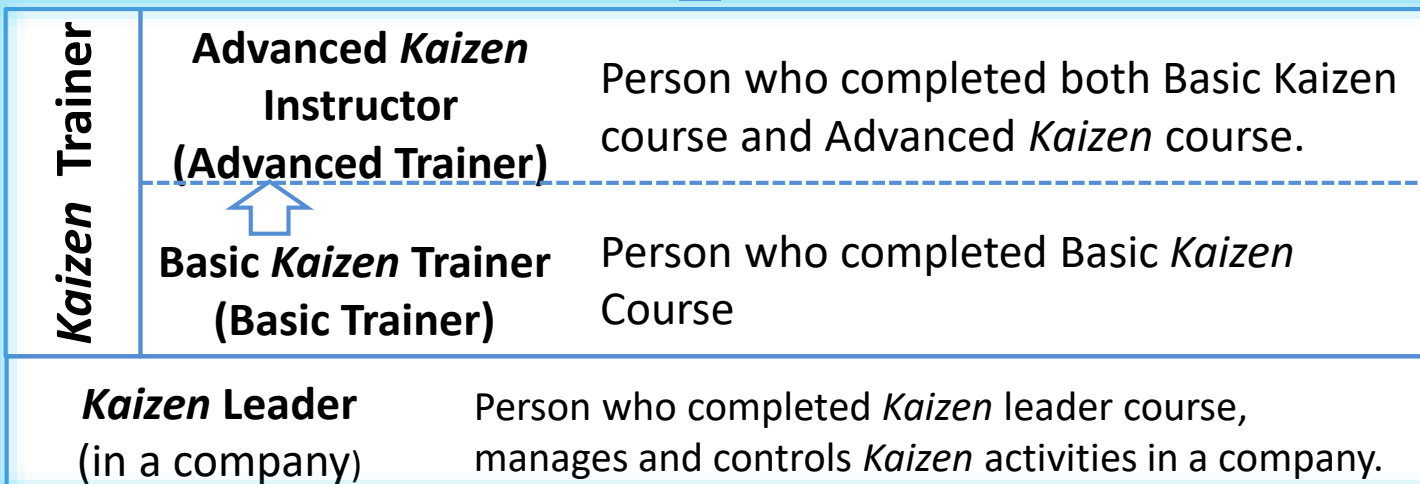 Kaizen Trainer
Advanced Kaizen
Instructor
(Advanced Trainer)
Person who completed both Basic Kaizen
course and Advanced Kaizen course.
Basic Kaizen Trainer
(Basic Trainer)
Person who completed Basic Kaizen
Course
Kaizen Leader
(in a company)
Person who completed Kaizen leader course,
manages and controls Kaizen activities in a company.